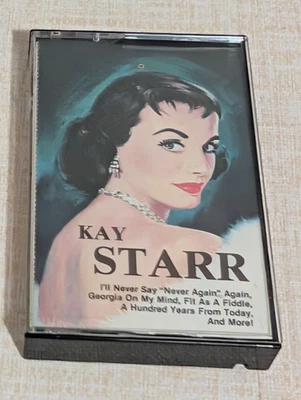 KAY
STARR
I'll Never Say "Never Again" Again,
Georgia On My Mind, Fit As A Fiddle,
A Hundred Years From Today,
And More!